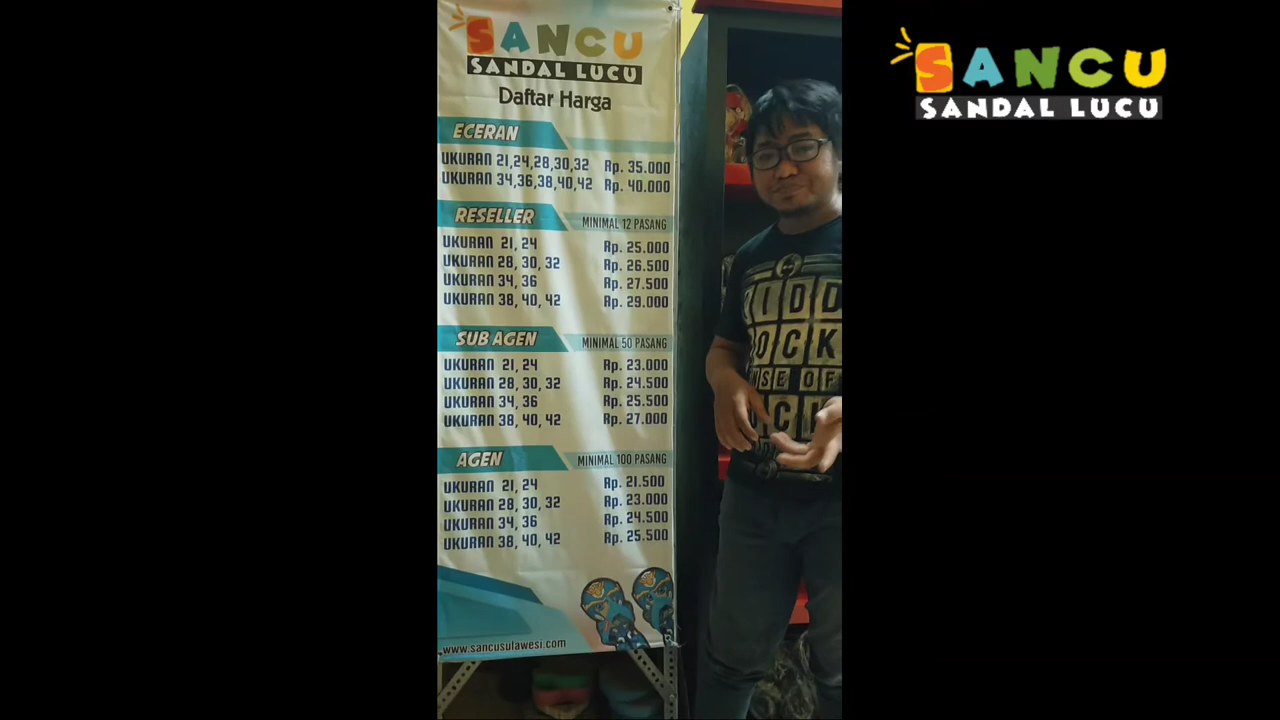 SANCU
SANDAL LUCU
Daftar Harga
ECERAN
UKURAN 21,24,28,30,32 Rp. 35.000
UKURAN 34,36,38,40,42 Rp. 40.000
RESELLER MINIMAL 12 PASANG
UKURAN 21, 24 Rp. 25.000
UKURAN 28, 30, 32 Rp. 26.500
UKURAN 34, 36 Rp. 27.500
UKURAN 38, 40, 42 Rp. 29.000
SUB AGEN MINIMAL 50 PASANG
UKURAN 21, 24 Rp. 23.000
UKURAN 28, 30, 32 Rp. 24.500
UKURAN 34, 36 Rp. 25.500
UKURAN 38, 40, 42 Rp. 27.000
AGEN MINIMAL 100 PASANG
UKURAN 21, 24 Rp. 21.500
UKURAN 28, 30, 32 Rp. 23.000
UKURAN 34, 36 Rp. 24.500
UKURAN 38, 40, 42 Rp. 25.500
www.sancusulawesi.com
SANCU
SANDAL LUCU